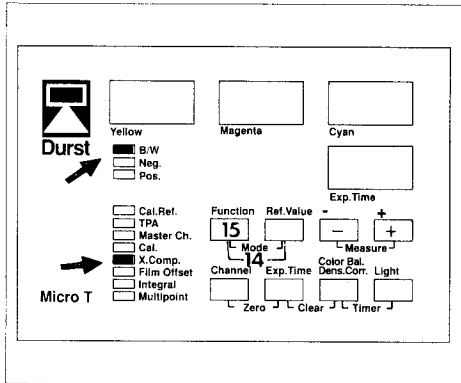 Durst
Yellow
Magenta
Cyan
B/W
Neg.
Pos.
Exp.Time
Cal.Ref.
TPA
Master Ch.
Cal.
X.Comp.
Film Offset
Integral
Multipoint
Micro T
Function
Ref.Value
- +
15
- +
Mode
Measure
14
Channel
Exp.Time
Color Bal.
Dens.Corr.
Light
Zero
Clear
Timer